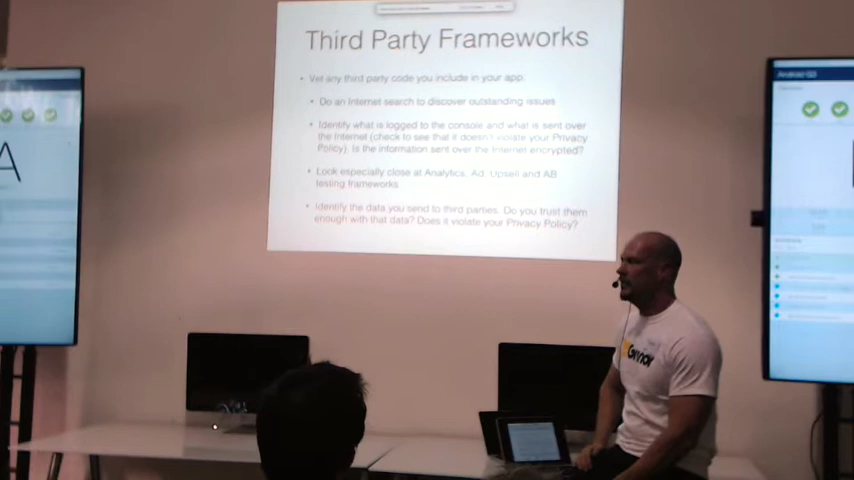 Third Party Frameworks
• Vet any third party code you include in your app.
• Do an Internet search to discover outstanding issues
• Identify what is logged to the console and what is sent over
the Internet (check to see that it doesn't violate your Privacy
Policy). Is the information sent over the Internet encrypted?
• Look especially close at Analytics, Ad, Upsell and AB
testing frameworks
• Identify the data you send to third parties. Do you trust them
enough with that data? Does it violate your Privacy Policy?
A